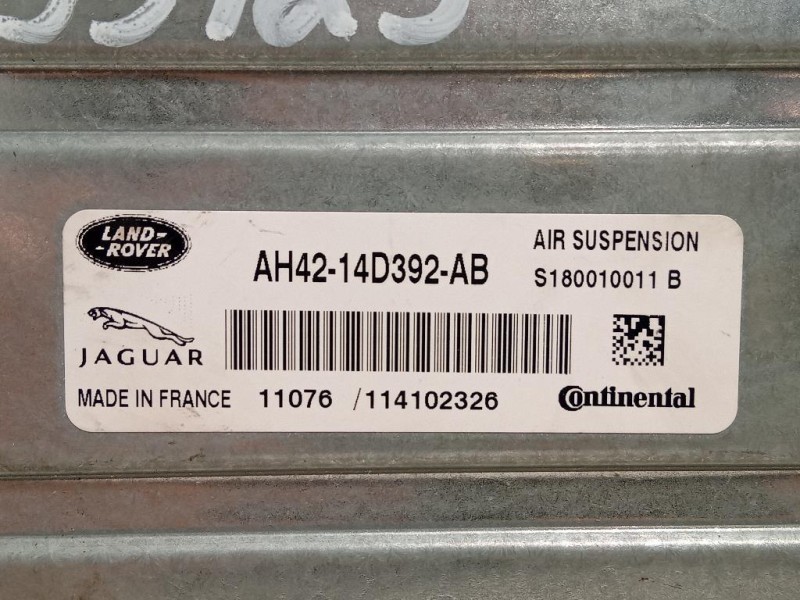 LAND-
-ROVER
AH42-14D392-AB
AIR SUSPENSION
S180010011 B
JAGUAR
MADE IN FRANCE 11076 /114102326
Continental